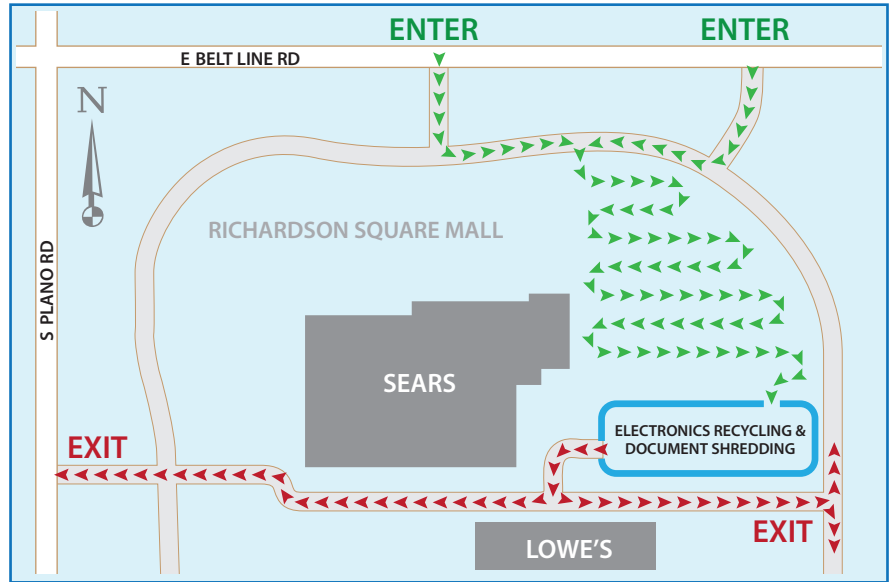 ENTER
ENTER
E BELT LINE RD
N
S PLANO RD
RICHARDSON SQUARE MALL
SEARS
ELECTRONICS RECYCLING &
DOCUMENT SHREDDING
EXIT
EXIT
LOWE'S